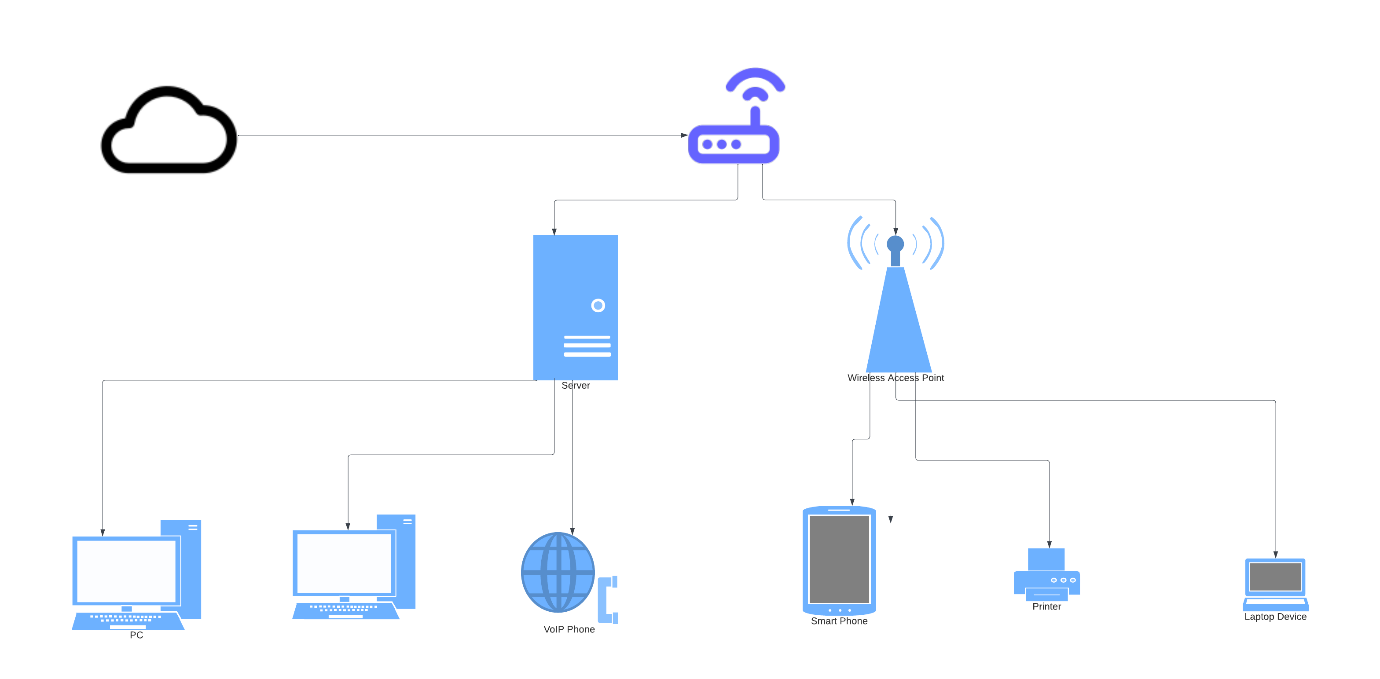 Server
Wireless Access Point
PC
VoIP Phone
Smart Phone
Printer
Laptop Device